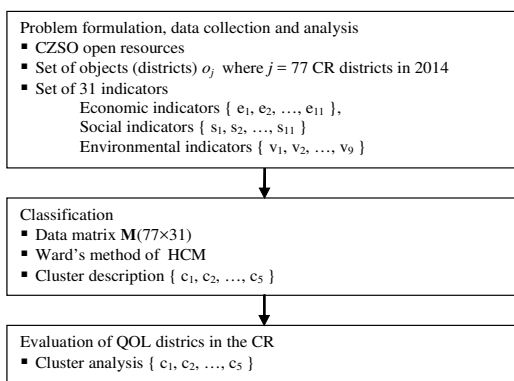 Problem formulation, data collection and analysis
▪ CZSO open resources
▪ Set of objects (districts) oⱼ where j = 77 CR districts in 2014
▪ Set of 31 indicators
Economic indicators { e₁, e₂, …, e₁₁ },
Social indicators { s₁, s₂, …, s₁₁ }
Environmental indicators { v₁, v₂, …, v₉ }
Classification
▪ Data matrix M(77×31)
▪ Ward's method of HCM
▪ Cluster description { c₁, c₂, …, c₅ }
Evaluation of QOL districs in the CR
▪ Cluster analysis { c₁, c₂, …, c₅ }